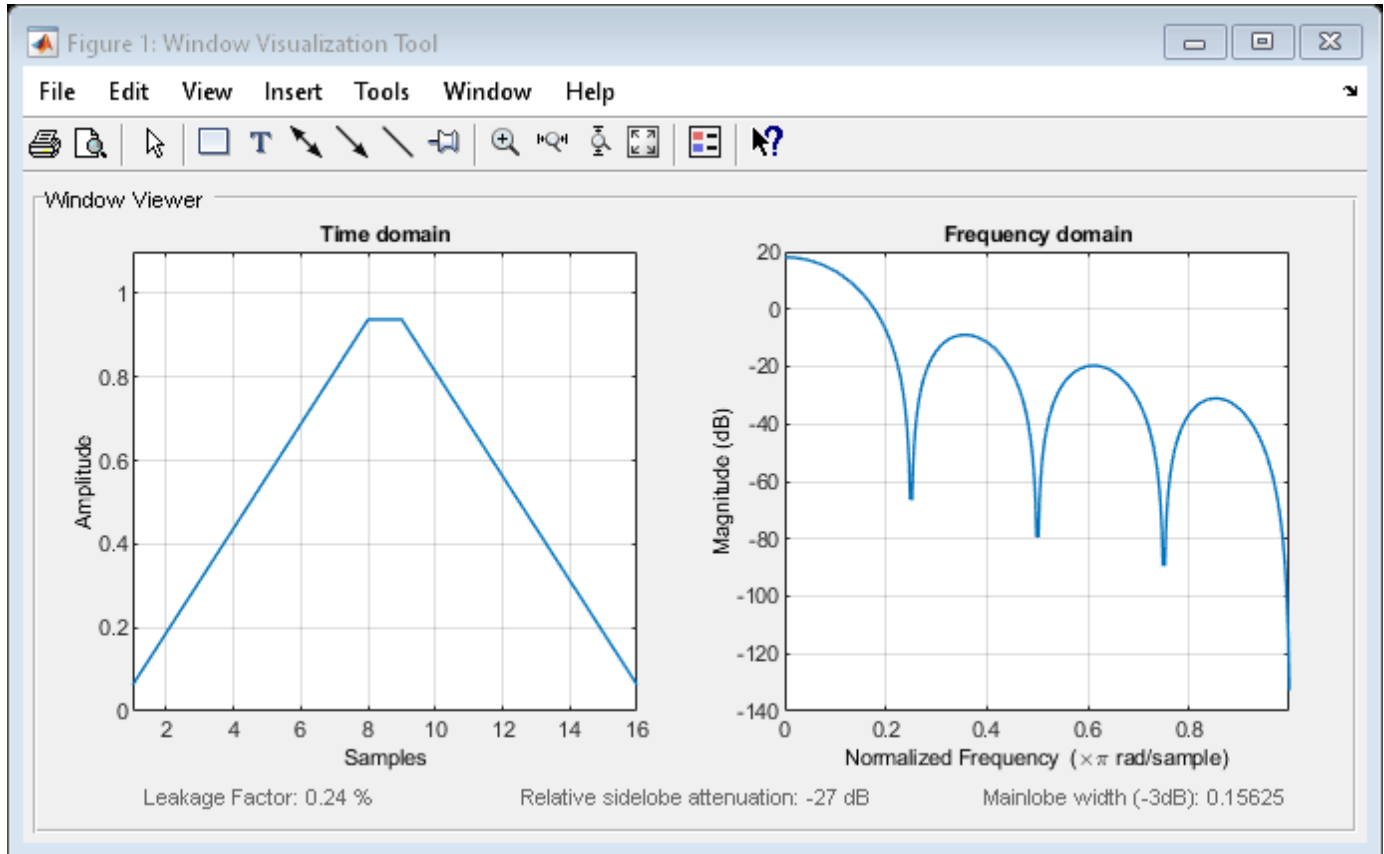 Figure 1: Window Visualization Tool
File Edit View Insert Tools Window Help
T
?
Window Viewer
Time domain
1
0.8
0.6
0.4
0.2
0
Amplitude
2 4 6 8 10 12 14 16
Samples
Frequency domain
20
0
-20
-40
-60
-80
-100
-120
-140
Magnitude (dB)
0 0.2 0.4 0.6 0.8
Normalized Frequency (×π rad/sample)
Leakage Factor: 0.24 %
Relative sidelobe attenuation: -27 dB
Mainlobe width (-3dB): 0.15625